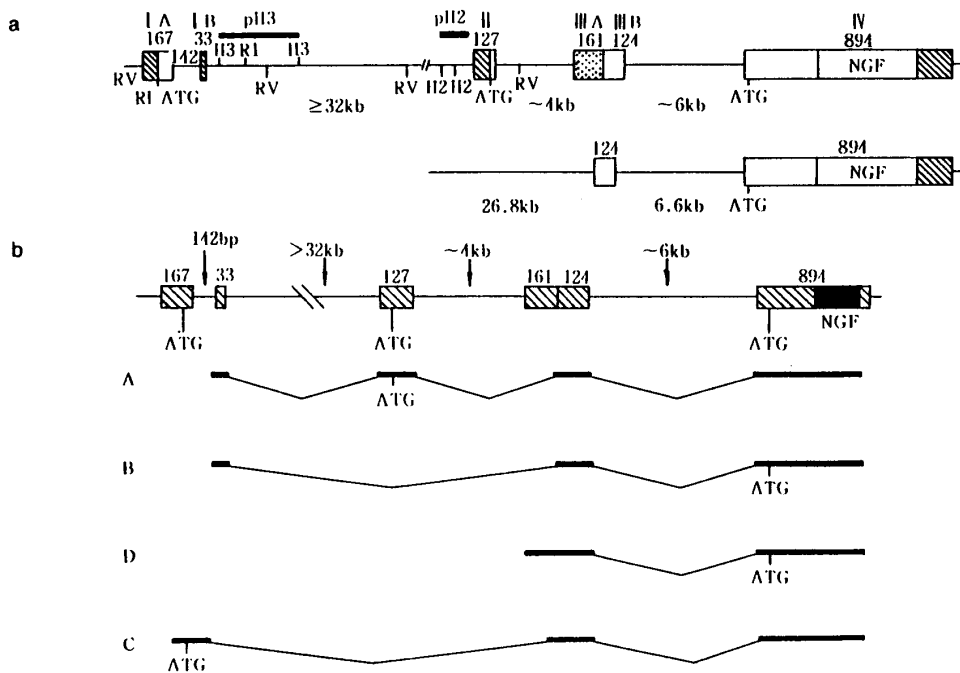 a
I A I B pH3 pH2 II III A III B IV
167 142 33 H3 RI H3 127 161 124 894
NGF
RV RI ATG RV RV H2 H2 ATG RV ATG
≥32kb ~4kb ~6kb
124 894
NGF
26.8kb 6.6kb ATG
b
142bp >32kb ~4kb ~6kb
167 33 127 161 124 894
NGF
ATG ATG ATG
A
ATG
B
ATG
D
ATG
C
ATG